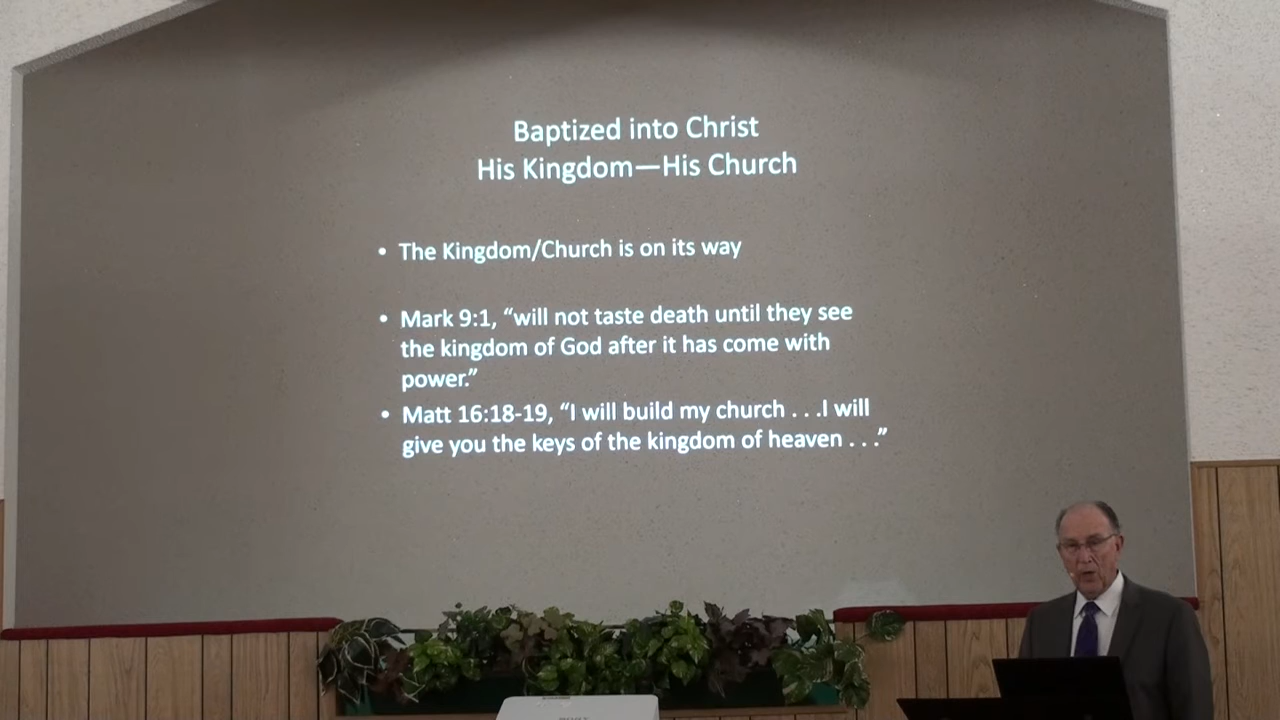 Baptized into Christ
His Kingdom—His Church
• The Kingdom/Church is on its way
• Mark 9:1, “will not taste death until they see
the kingdom of God after it has come with
power.”
• Matt 16:18-19, “I will build my church . . .I will
give you the keys of the kingdom of heaven . . .”